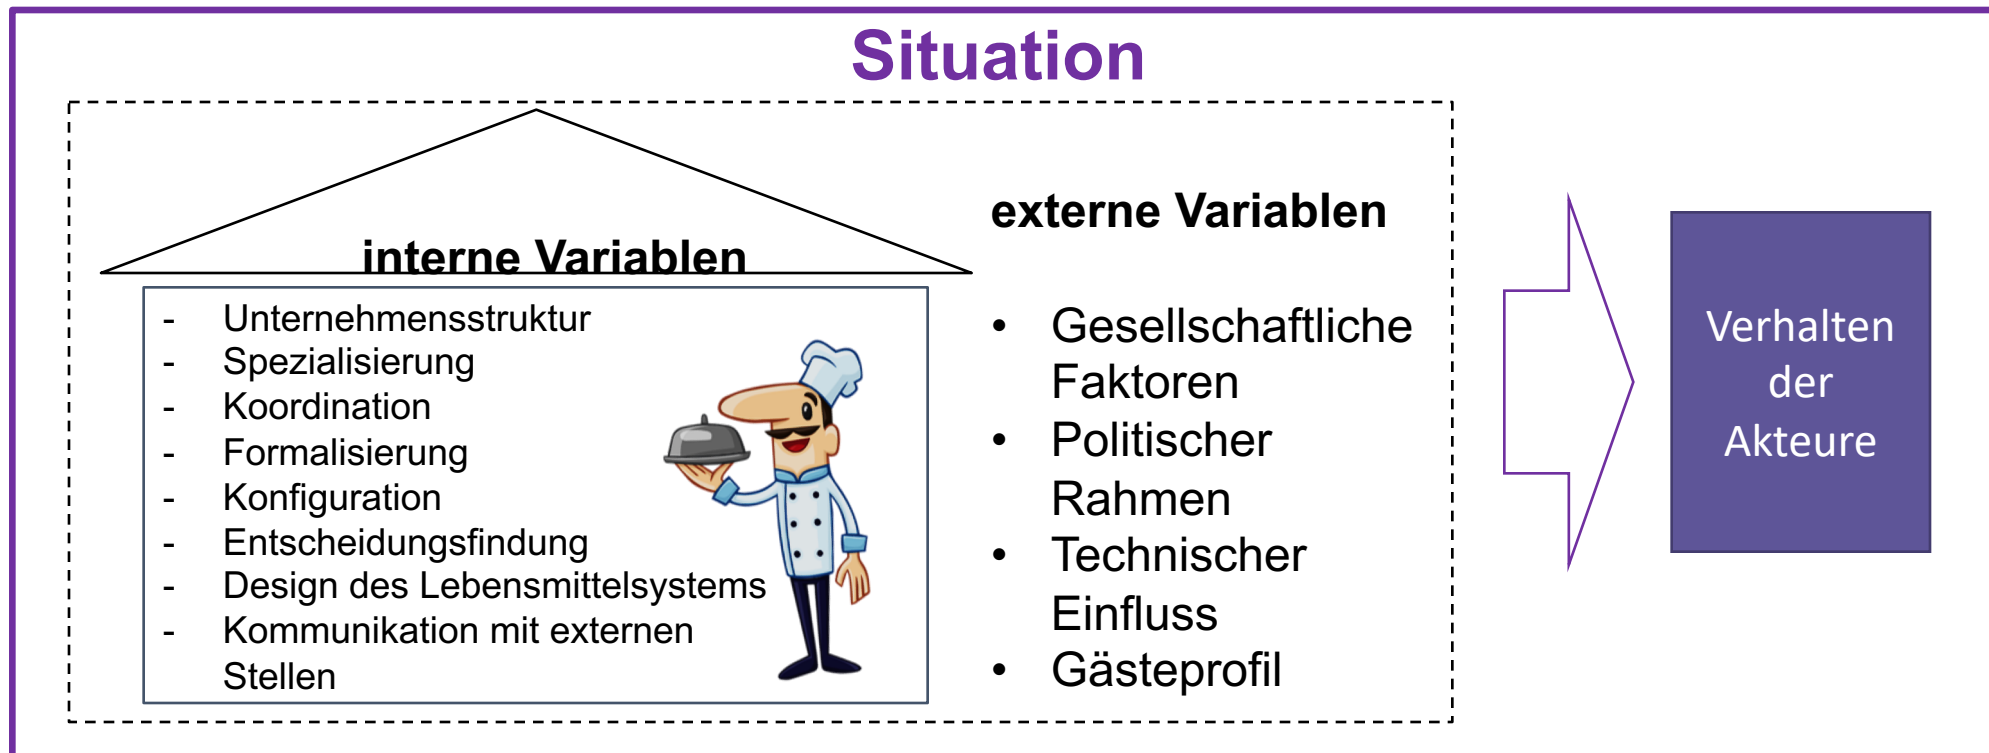 Situation
interne Variablen
- Unternehmensstruktur
- Spezialisierung
- Koordination
- Formalisierung
- Konfiguration
- Entscheidungsfindung
- Design des Lebensmittelsystems
- Kommunikation mit externen
Stellen
externe Variablen
• Gesellschaftliche
Faktoren
• Politischer
Rahmen
• Technischer
Einfluss
• Gästeprofil
Verhalten
der
Akteure